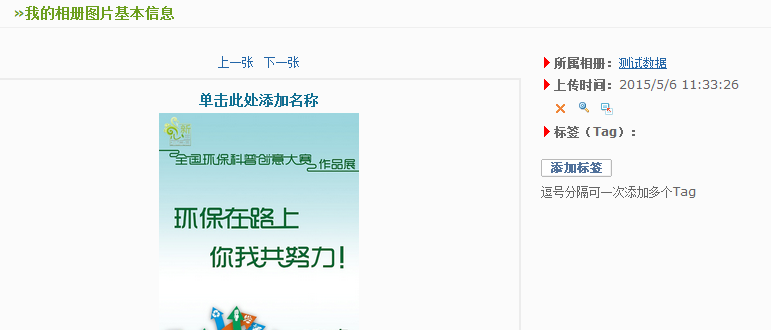 »我的相册图片基本信息
上一张 下一张
单击此处添加名称
全国环保科普创意大赛 作品展
环保在路上
你我共努力!
所属相册：测试数据
上传时间：2015/5/6 11:33:26
标签（Tag）：
添加标签
逗号分隔可一次添加多个Tag